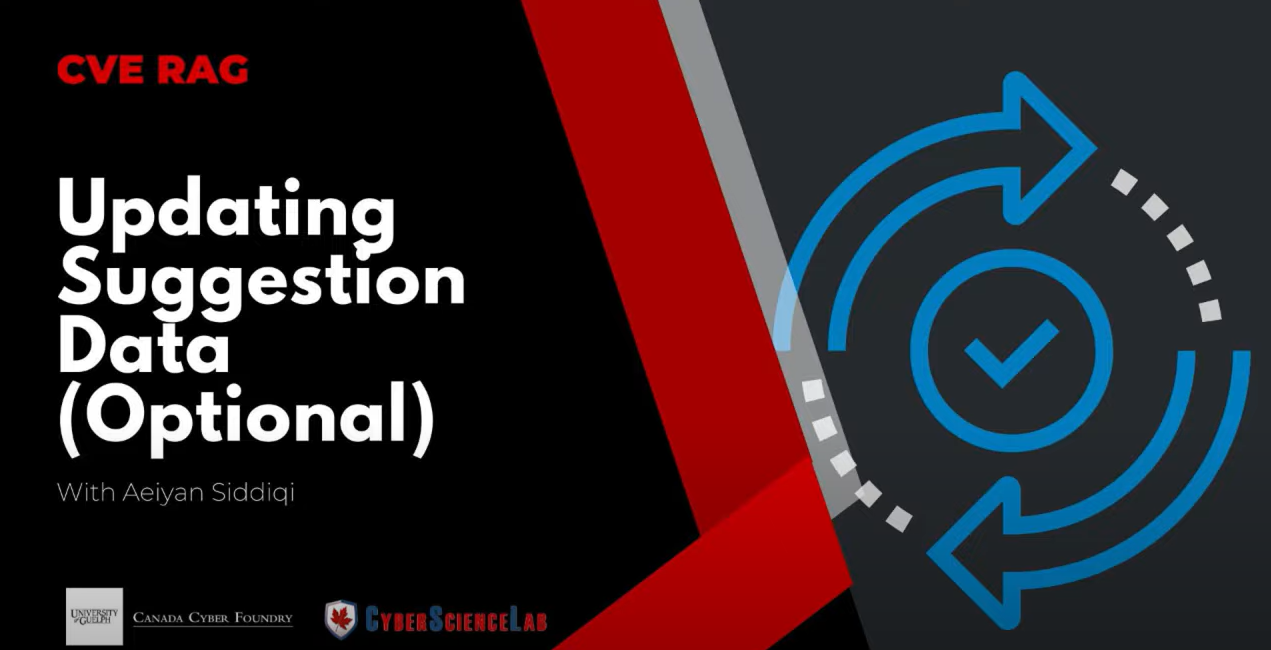 CVE RAG
Updating
Suggestion
Data
(Optional)
With Aeiyan Siddiqi
UNIVERSITY
OF GUELPH
CANADA CYBER FOUNDRY
CYBERSCIENCELAB